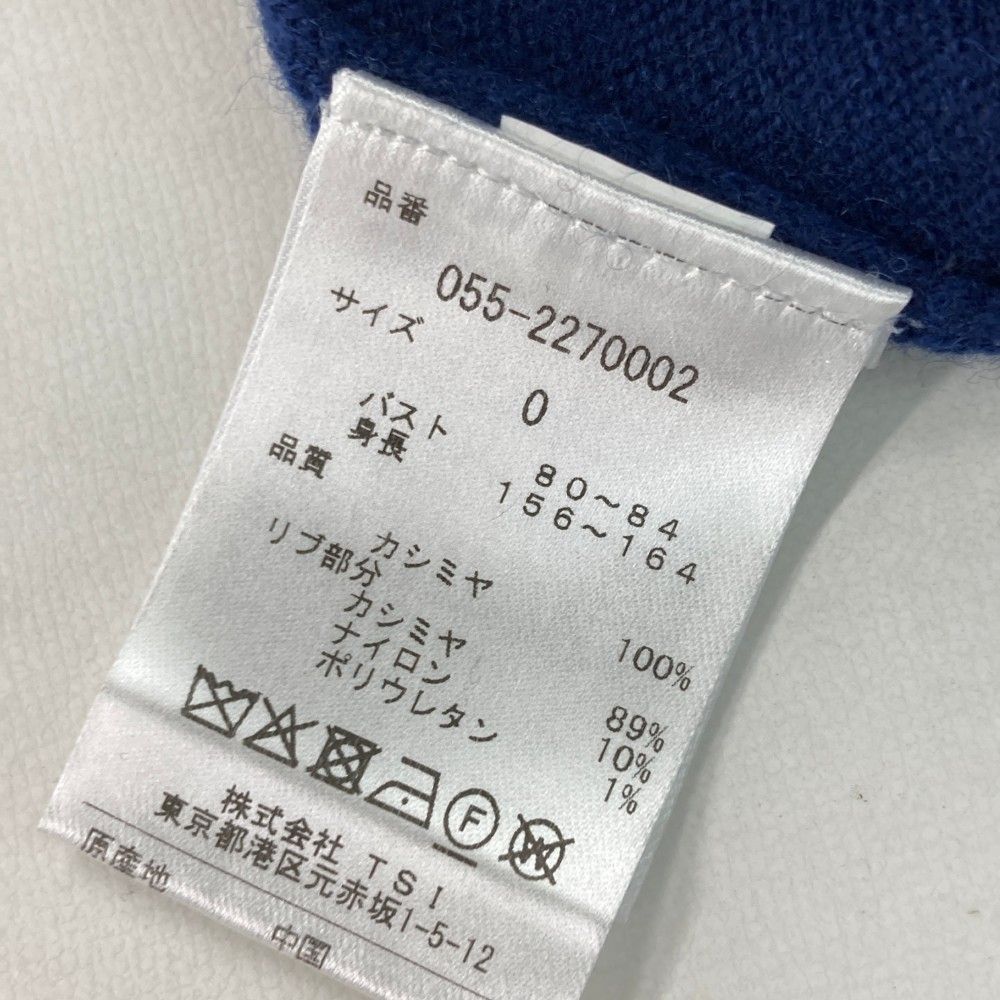 品番
055-2270002
サイズ
0
バスト 80～84
身長 156～164
品質
カシミヤ 100%
リブ部分
カシミヤ 89%
ナイロン 10%
ポリウレタン 1%
F W
株式会社 TSI
東京都港区元赤坂1-5-12
原産地
中国